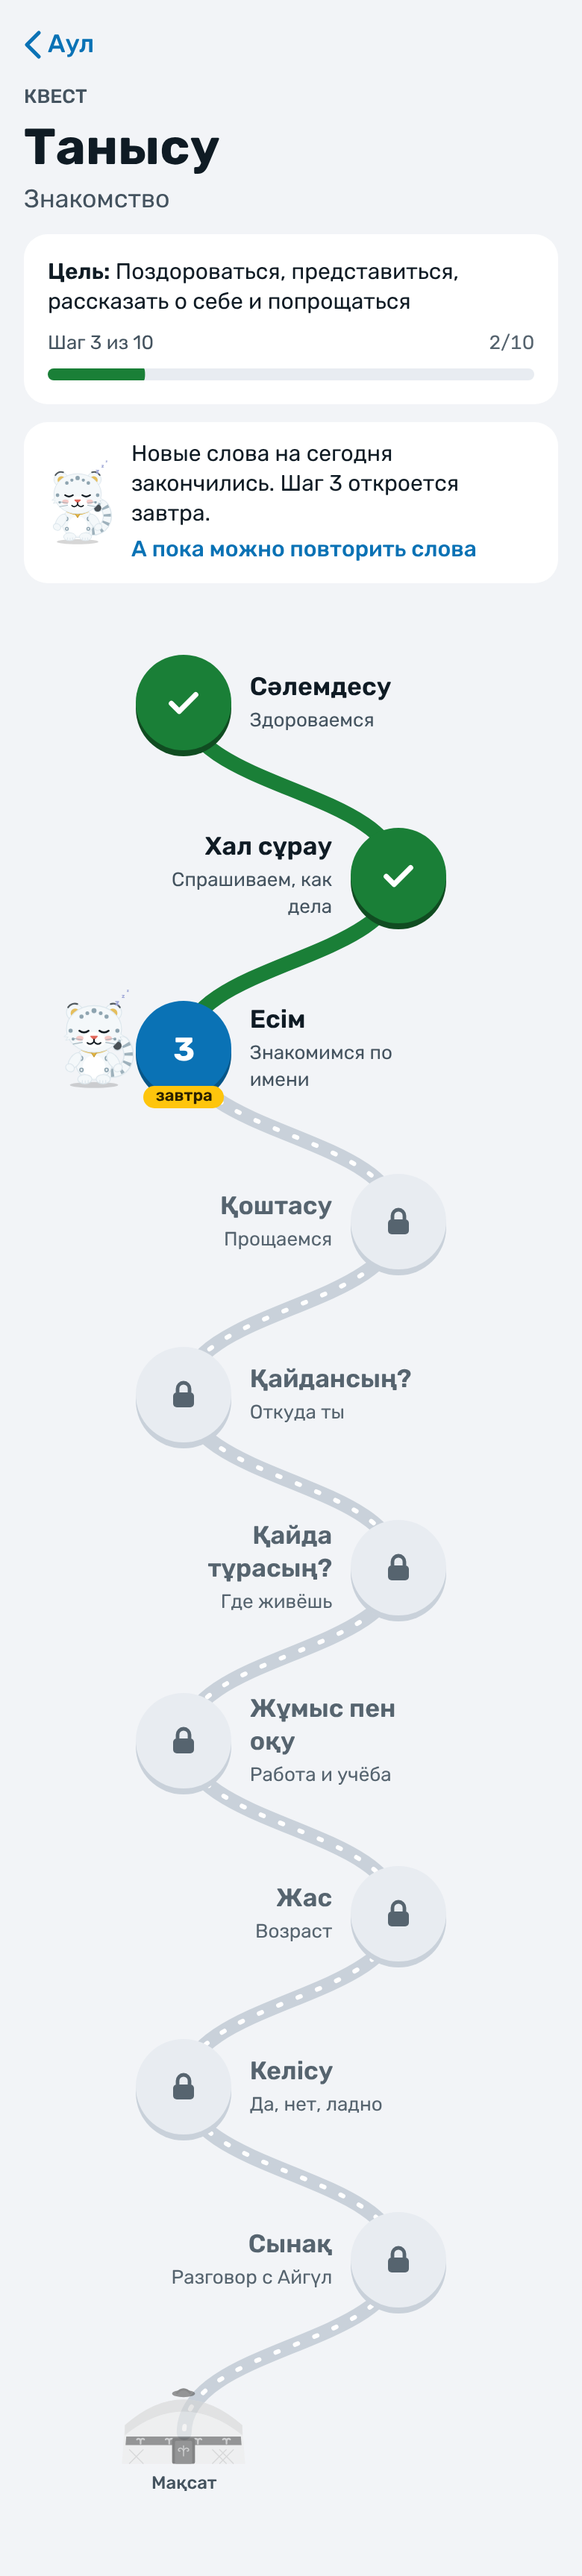 Аул
КВЕСТ
Танысу
Знакомство
Цель: Поздороваться, представиться,
рассказать о себе и попрощаться
Шаг 3 из 10
2/10
Новые слова на сегодня
закончились. Шаг 3 откроется
завтра.
А пока можно повторить слова
Сәлемдесу
Здороваемся
Хал сұрау
Спрашиваем, как
дела
3
завтра
Есім
Знакомимся по
имени
Қоштасу
Прощаемся
Қайдансың?
Откуда ты
Қайда
тұрасың?
Где живёшь
Жұмыс пен
оқу
Работа и учёба
Жас
Возраст
Келісу
Да, нет, ладно
Сынақ
Разговор с Айгүл
Мақсат